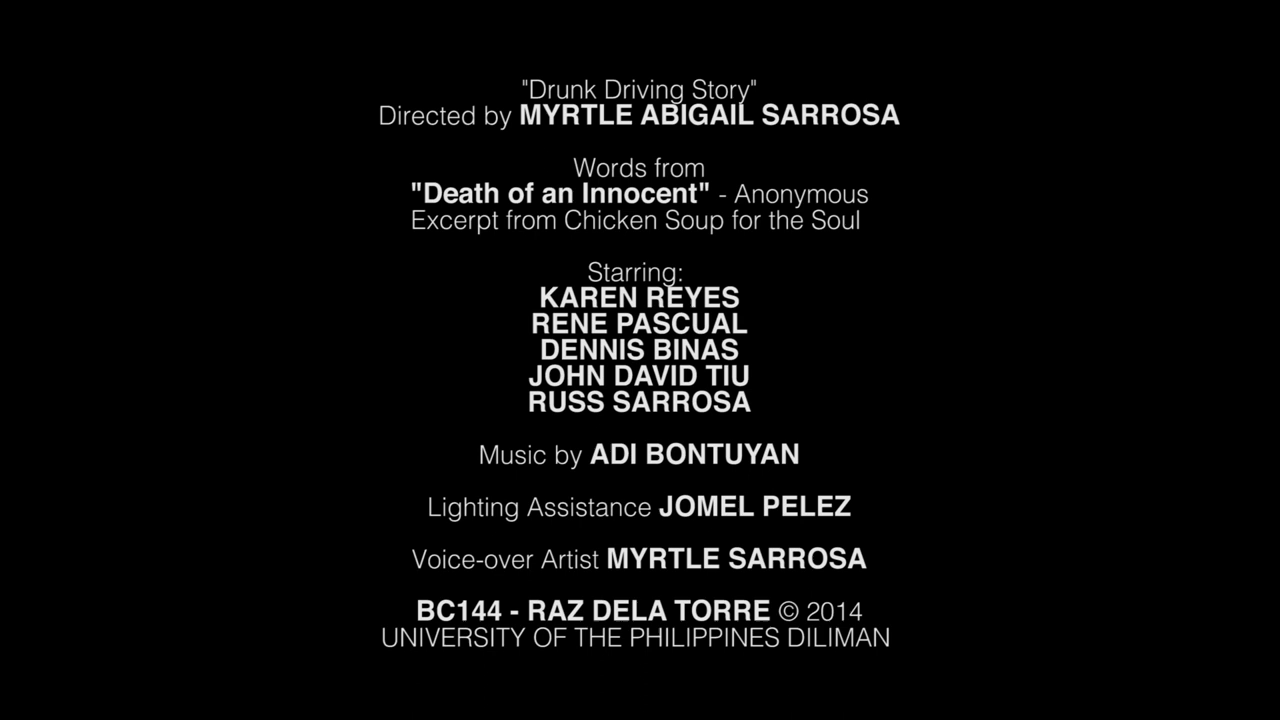 "Drunk Driving Story"
Directed by MYRTLE ABIGAIL SARROSA
Words from
"Death of an Innocent" - Anonymous
Excerpt from Chicken Soup for the Soul
Starring:
KAREN REYES
RENE PASCUAL
DENNIS BINAS
JOHN DAVID TIU
RUSS SARROSA
Music by ADI BONTUYAN
Lighting Assistance JOMEL PELEZ
Voice-over Artist MYRTLE SARROSA
BC144 - RAZ DELA TORRE © 2014
UNIVERSITY OF THE PHILIPPINES DILIMAN